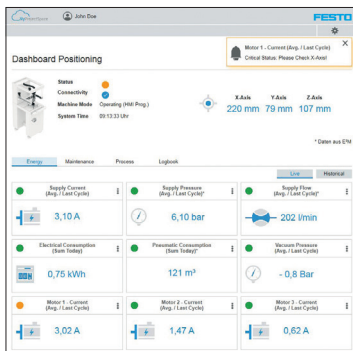 MyDashboard
John Doe
FESTO
Motor 1 - Current (Avg. / Last Cycle)
Critical Status: Please Check X-Axis!
X
Dashboard Positioning
Status
Connectivity
Machine Mode Operating (HMI Prog.)
System Time 09:13:33 Uhr
X-Axis Y-Axis Z-Axis
220 mm 79 mm 107 mm
* Daten aus E²M
Energy Maintenance Process Logbook
Live Historical
Supply Current
(Avg. / Last Cycle)
3,10 A
Supply Pressure
(Avg. / Last Cycle)*
6,10 bar
Supply Flow
(Avg. / Last Cycle)*
202 l/min
Electrical Consumption
(Sum Today)
0,75 kWh
Pneumatic Consumption
(Sum Today)*
121 m³
Vacuum Pressure
(Avg. / Last Cycle)
- 0,8 Bar
Motor 1 - Current
(Avg. / Last Cycle)
3,02 A
Motor 2 - Current
(Avg. / Last Cycle)
1,47 A
Motor 3 - Current
(Avg. / Last Cycle)
0,62 A